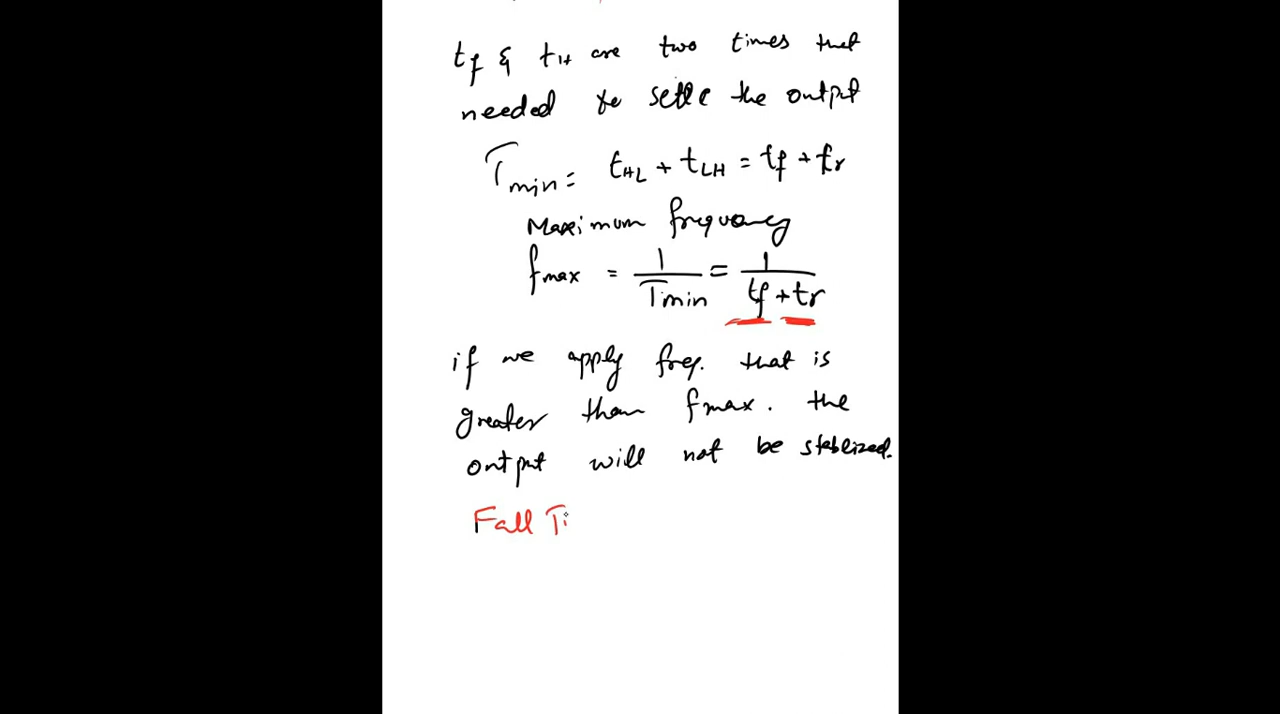 tf & tH are two times that
needed to settle the output
Tmin = tHL + tLH = tf + tr
Maximum frequency
fmax = 1/Tmin = 1/(tf + tr)
if we apply freq. that is
greater than fmax. the
output will not be stablized.
Fall Ti